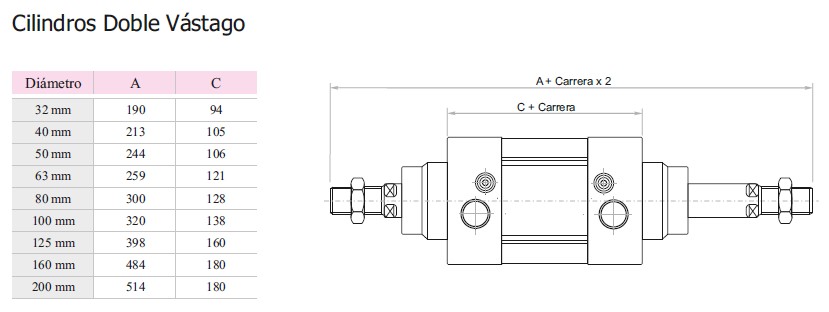 Cilindros Doble Vástago
Diámetro A C
32 mm 190 94
40 mm 213 105
50 mm 244 106
63 mm 259 121
80 mm 300 128
100 mm 320 138
125 mm 398 160
160 mm 484 180
200 mm 514 180
A + Carrera x 2
C + Carrera